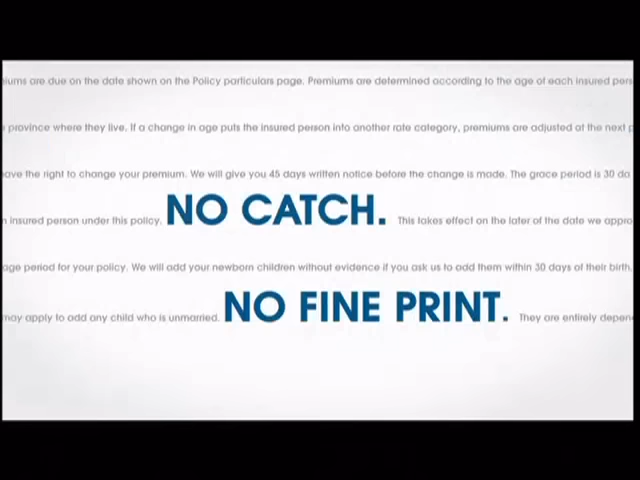 iums are due on the date shown on the Policy particulars page. Premiums are determined according to the age of each insured pers
province where they live. If a change in age puts the insured person into another rate category, premiums are adjusted at the next p
ave the right to change your premium. We will give you 45 days written notice before the change is made. The grace period is 30 da
n insured person under this policy. NO CATCH. This takes effect on the later of the date we appro
age period for your policy. We will add your newborn children without evidence if you ask us to add them within 30 days of their birth.
may apply to add any child who is unmarried. NO FINE PRINT. They are entirely depen